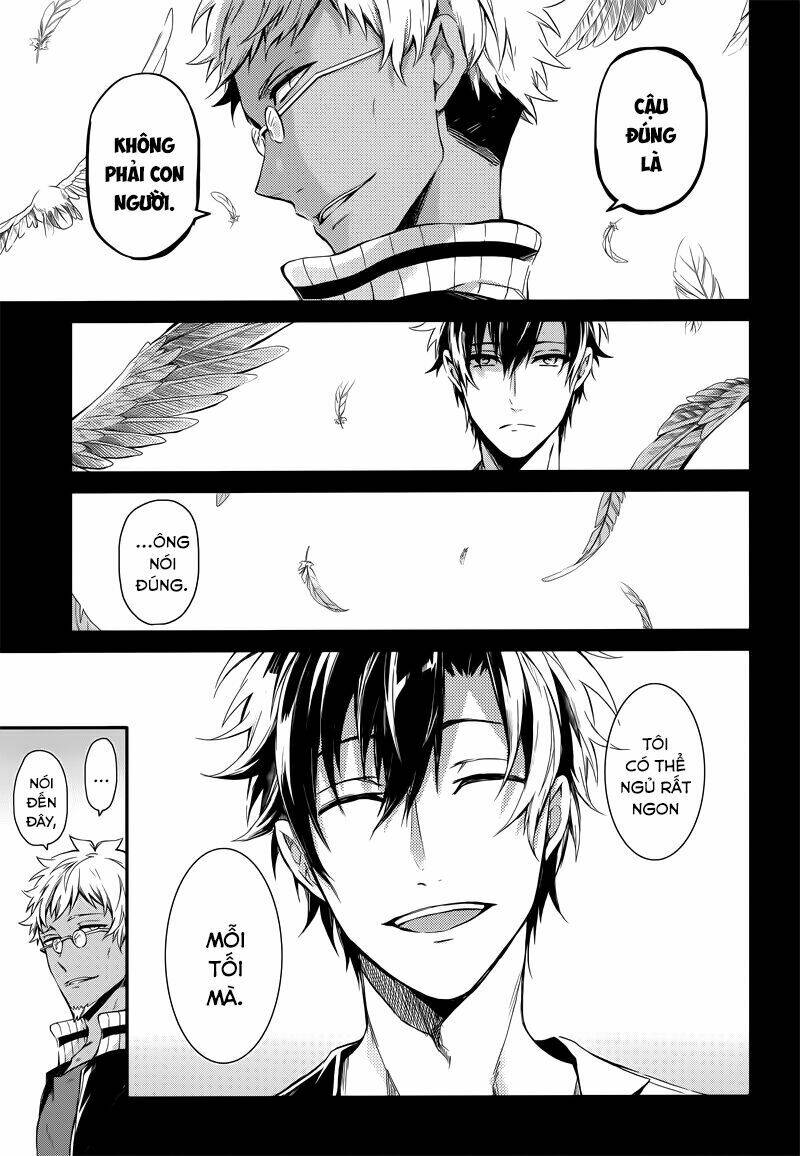 CẬU
ĐÚNG
LÀ
KHÔNG
PHẢI CON
NGƯỜI.
...ÔNG
NÓI
ĐÚNG.
TÔI
CÓ THỂ
NGỦ RẤT
NGON
MỖI
TỐI
MÀ.
...
NÓI
ĐẾN
ĐÂY,